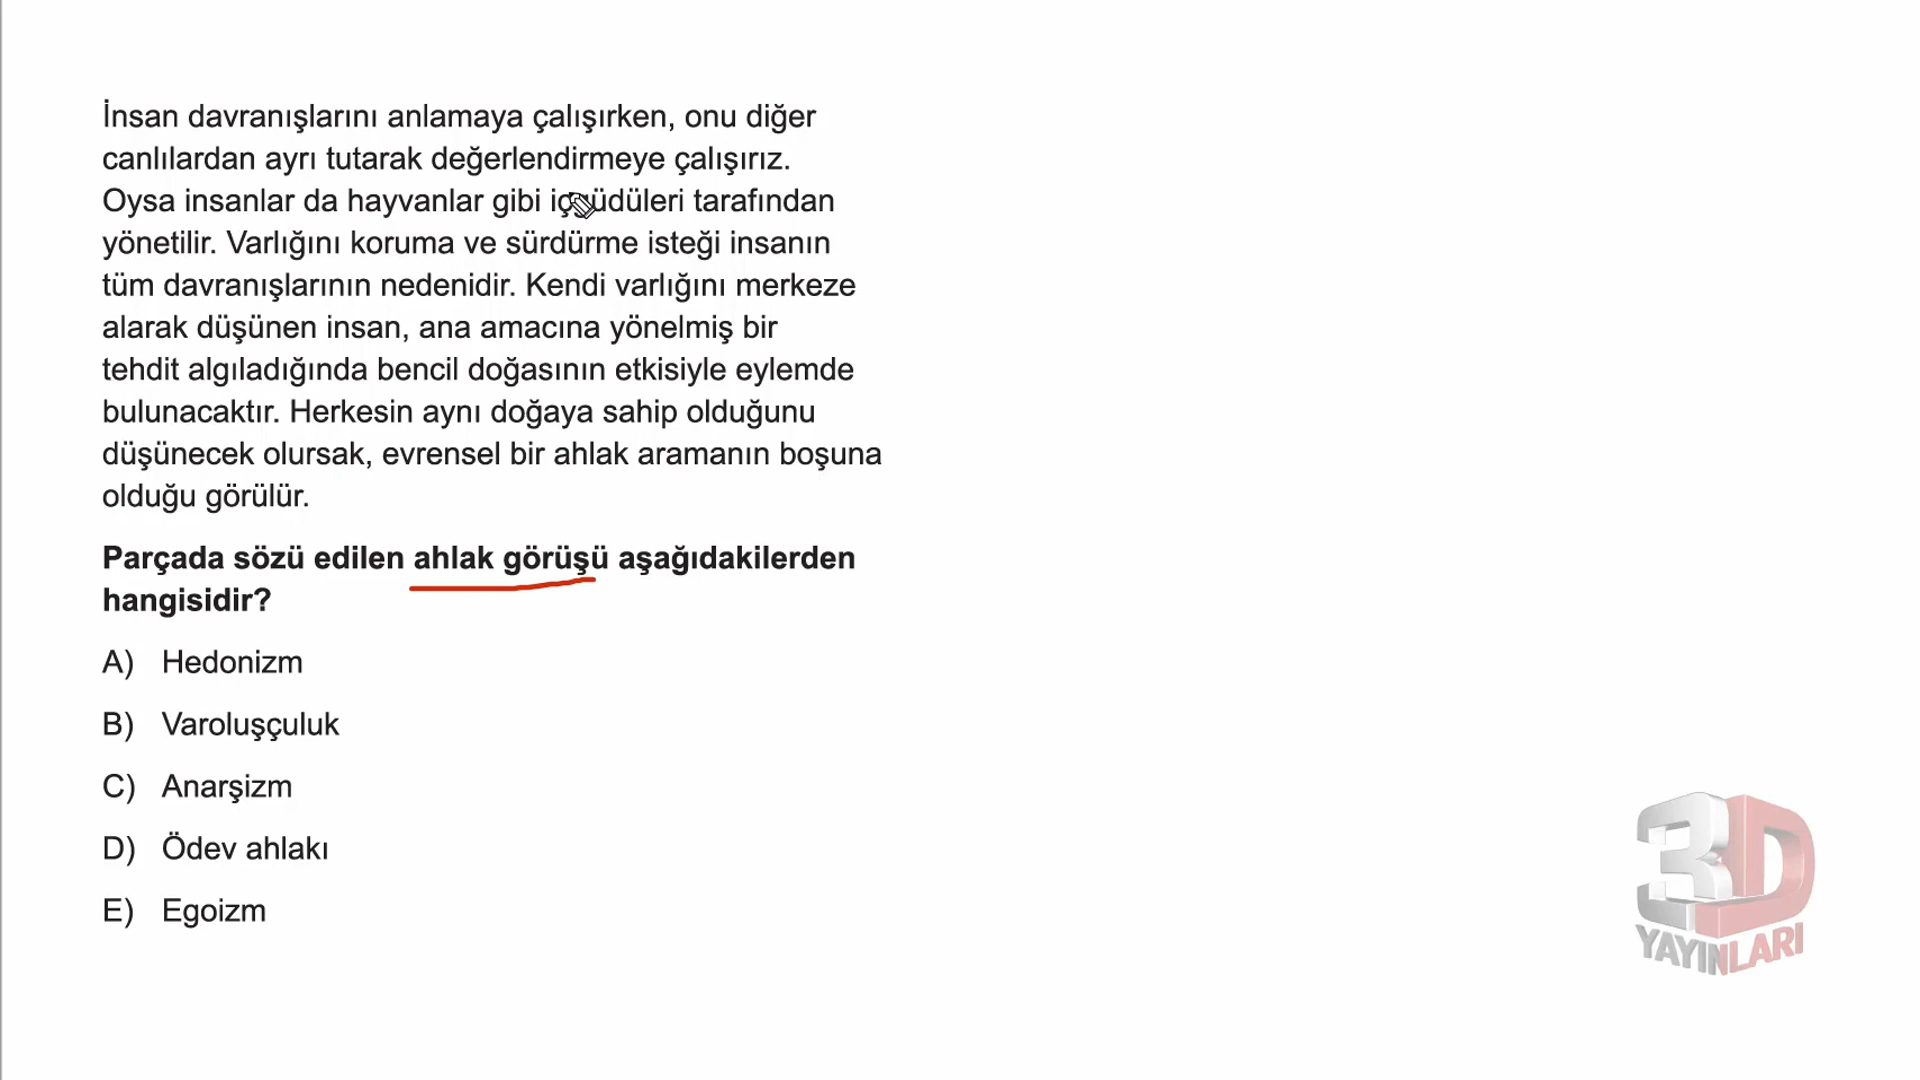 İnsan davranışlarını anlamaya çalışırken, onu diğer
canlılardan ayrı tutarak değerlendirmeye çalışırız.
Oysa insanlar da hayvanlar gibi içgüdüleri tarafından
yönetilir. Varlığını koruma ve sürdürme isteği insanın
tüm davranışlarının nedenidir. Kendi varlığını merkeze
alarak düşünen insan, ana amacına yönelmiş bir
tehdit algıladığında bencil doğasının etkisiyle eylemde
bulunacaktır. Herkesin aynı doğaya sahip olduğunu
düşünecek olursak, evrensel bir ahlak aramanın boşuna
olduğu görülür.
Parçada sözü edilen ahlak görüşü aşağıdakilerden
hangisidir?
A) Hedonizm
B) Varoluşçuluk
C) Anarşizm
D) Ödev ahlakı
E) Egoizm
3D
YAYINLARI